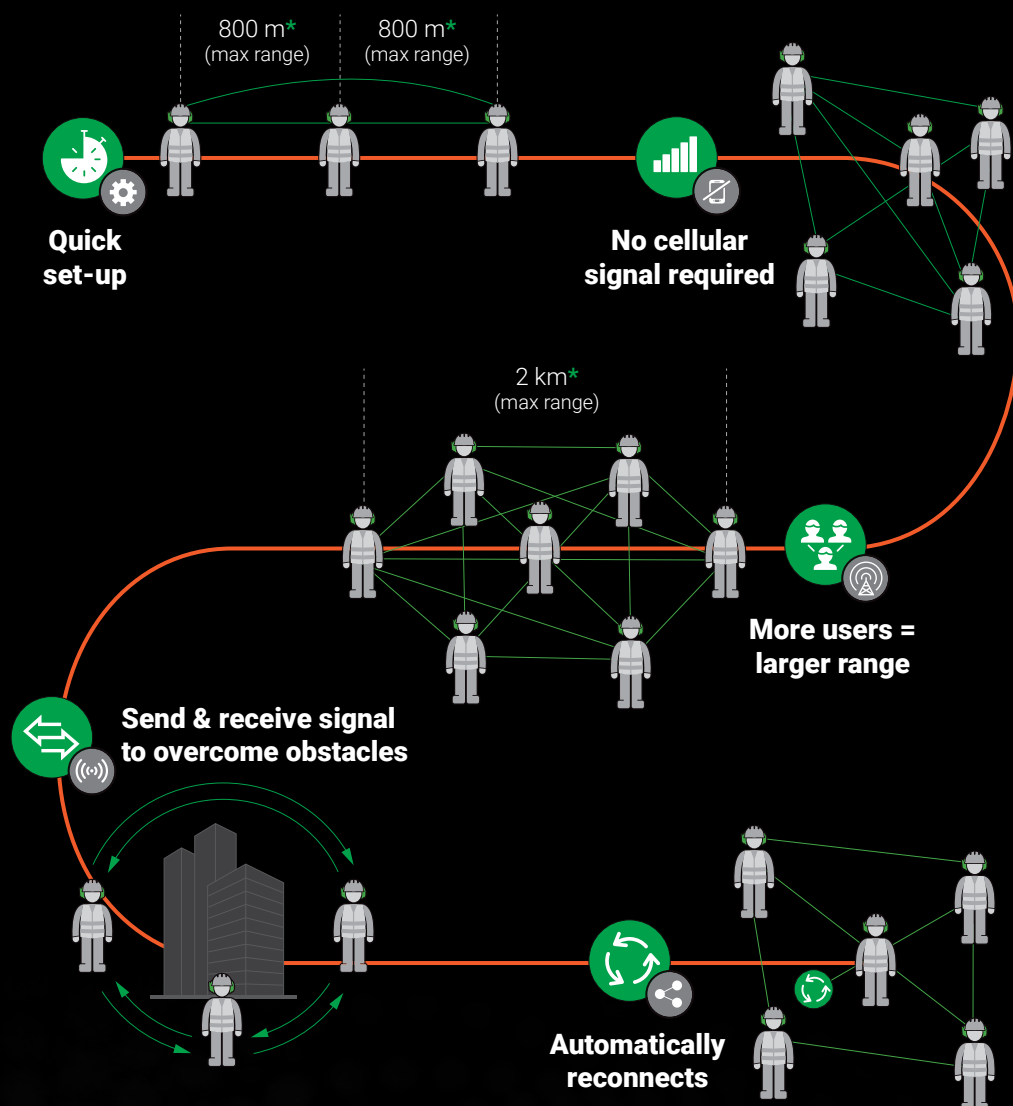 800 m*
(max range)
800 m*
(max range)
Quick
set-up
No cellular
signal required
2 km*
(max range)
More users =
larger range
Send & receive signal
to overcome obstacles
Automatically
reconnects